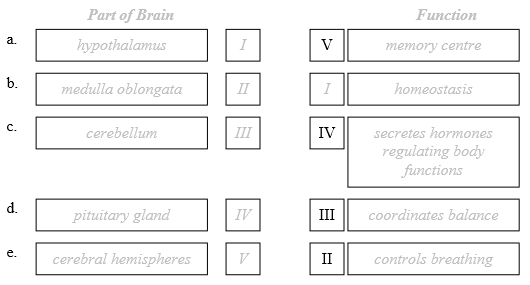 Part of Brain Function
a. hypothalamus I V memory centre
b. medulla oblongata II I homeostasis
c. cerebellum III IV secretes hormones
regulating body
functions
d. pituitary gland IV III coordinates balance
e. cerebral hemispheres V II controls breathing